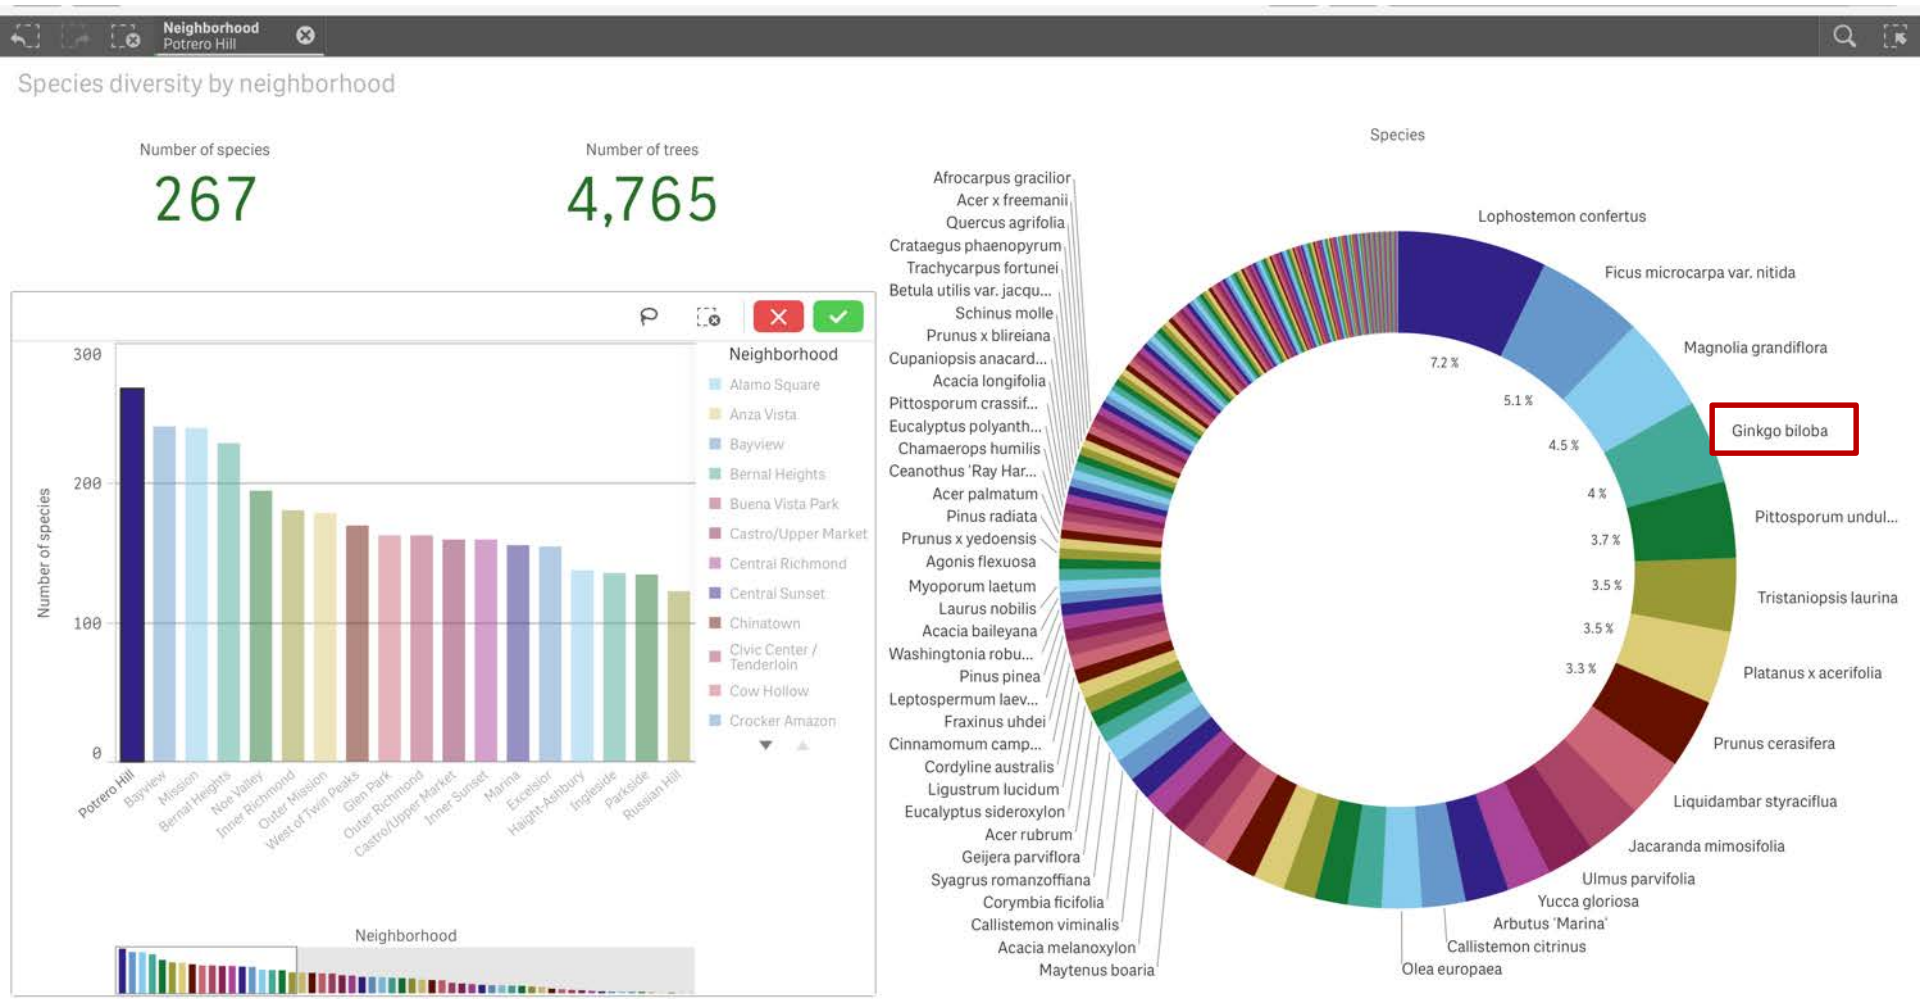 Neighborhood
Potrero Hill
Species diversity by neighborhood
Number of species
267
Number of trees
4,765
300
200
100
0
Number of species
Potrero Hill
Bayview
Mission
Bernal Heights
Noe Valley
Inner Richmond
Outer Mission
West of Twin Peaks
Glen Park
Outer Richmond
Castro/Upper Market
Inner Sunset
Marina
Excelsior
Haight-Ashbury
Ingleside
Parkside
Russian Hill
Neighborhood
Neighborhood
Alamo Square
Anza Vista
Bayview
Bernal Heights
Buena Vista Park
Castro/Upper Market
Central Richmond
Central Sunset
Chinatown
Civic Center /
Tenderloin
Cow Hollow
Crocker Amazon
Species
Afrocarpus gracilior
Acer x freemanii
Quercus agrifolia
Crataegus phaenopyrum
Trachycarpus fortunei
Betula utilis var. jacqu...
Schinus molle
Prunus x blireiana
Cupaniopsis anacard...
Acacia longifolia
Pittosporum crassif...
Eucalyptus polyanth...
Chamaerops humilis
Ceanothus 'Ray Har...
Acer palmatum
Pinus radiata
Prunus x yedoensis
Agonis flexuosa
Myoporum laetum
Laurus nobilis
Acacia baileyana
Washingtonia robu...
Pinus pinea
Leptospermum laev...
Fraxinus uhdei
Cinnamomum camp...
Cordyline australis
Ligustrum lucidum
Eucalyptus sideroxylon
Acer rubrum
Geijera parviflora
Syagrus romanzoffiana
Corymbia ficifolia
Callistemon viminalis
Acacia melanoxylon
Maytenus boaria
Lophostemon confertus
Ficus microcarpa var. nitida
Magnolia grandiflora
Ginkgo biloba
Pittosporum undul...
Tristaniopsis laurina
Platanus x acerifolia
Prunus cerasifera
Liquidambar styraciflua
Jacaranda mimosifolia
Ulmus parvifolia
Yucca gloriosa
Arbutus 'Marina'
Callistemon citrinus
Olea europaea
7.2 %
5.1 %
4.5 %
4 %
3.7 %
3.5 %
3.5 %
3.3 %